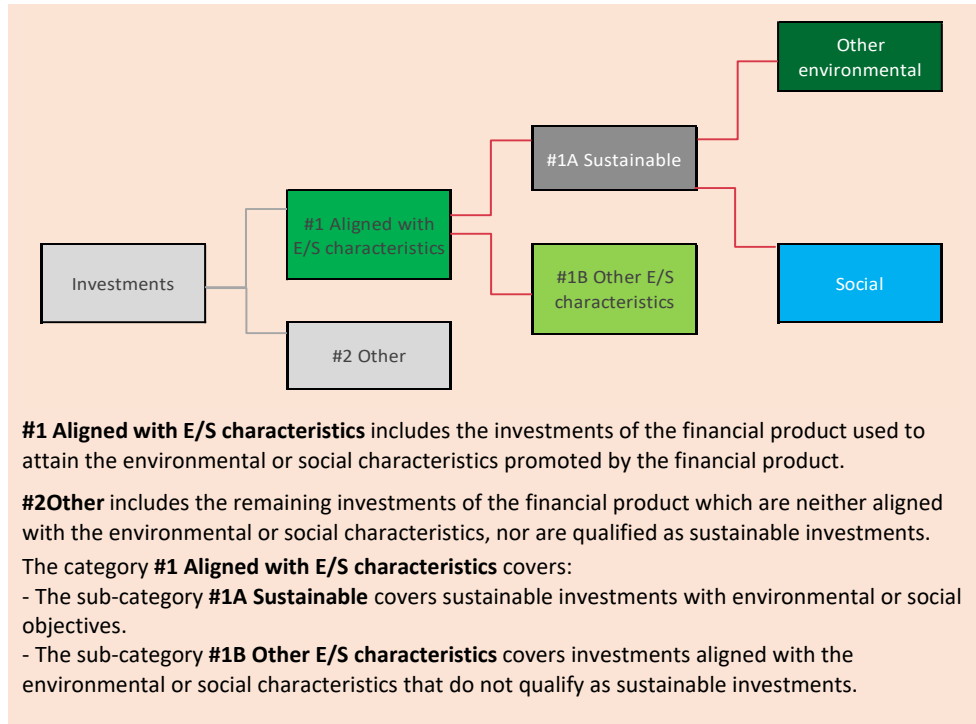 Other
environmental
#1A Sustainable
#1 Aligned with
E/S characteristics
Investments
#1B Other E/S
characteristics
Social
#2 Other
#1 Aligned with E/S characteristics includes the investments of the financial product used to
attain the environmental or social characteristics promoted by the financial product.
#2Other includes the remaining investments of the financial product which are neither aligned
with the environmental or social characteristics, nor are qualified as sustainable investments.
The category #1 Aligned with E/S characteristics covers:
- The sub-category #1A Sustainable covers sustainable investments with environmental or social
objectives.
- The sub-category #1B Other E/S characteristics covers investments aligned with the
environmental or social characteristics that do not qualify as sustainable investments.